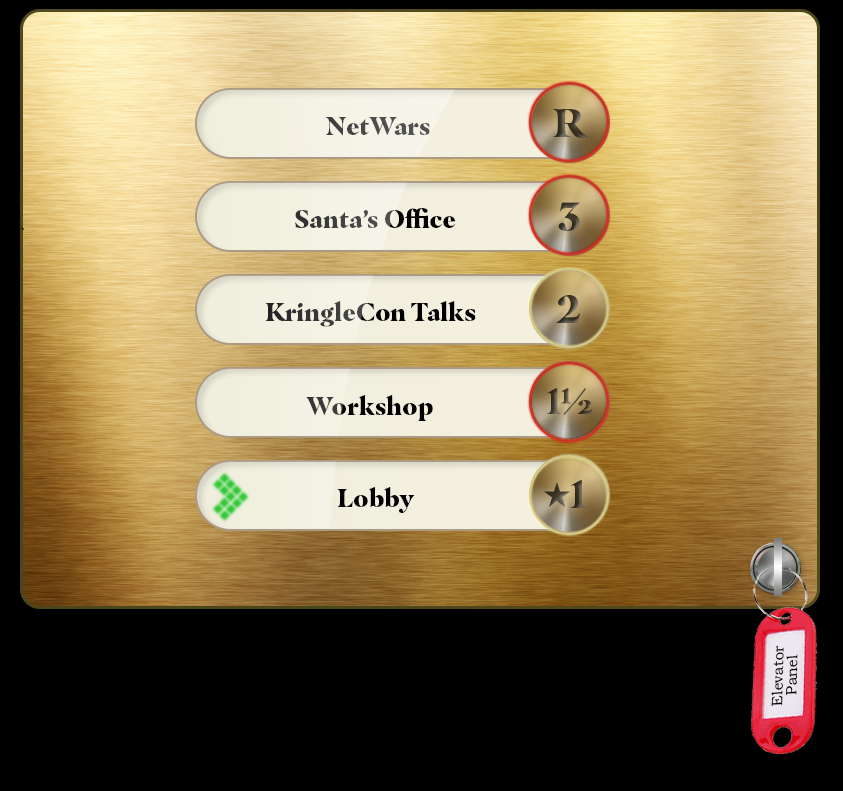 NetWars R
Santa's Office 3
KringleCon Talks 2
Workshop 1½
Lobby ★1
Elevator
Panel